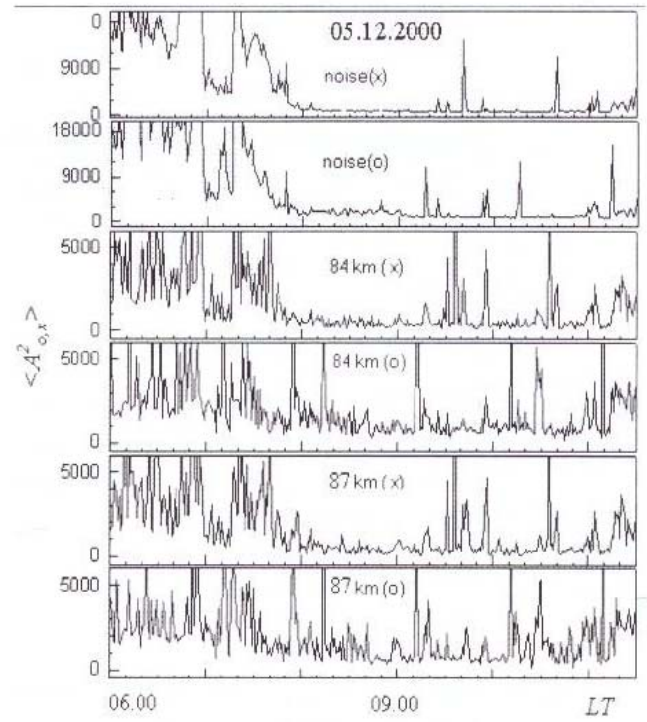 05.12.2000
0
9000
0
noise(x)
18000
9000
0
noise(o)
5000
0
84 km (x)
5000
0
84 km (o)
5000
0
87 km (x)
5000
0
87 km (o)
<A²o,x>
06.00
09.00
LT